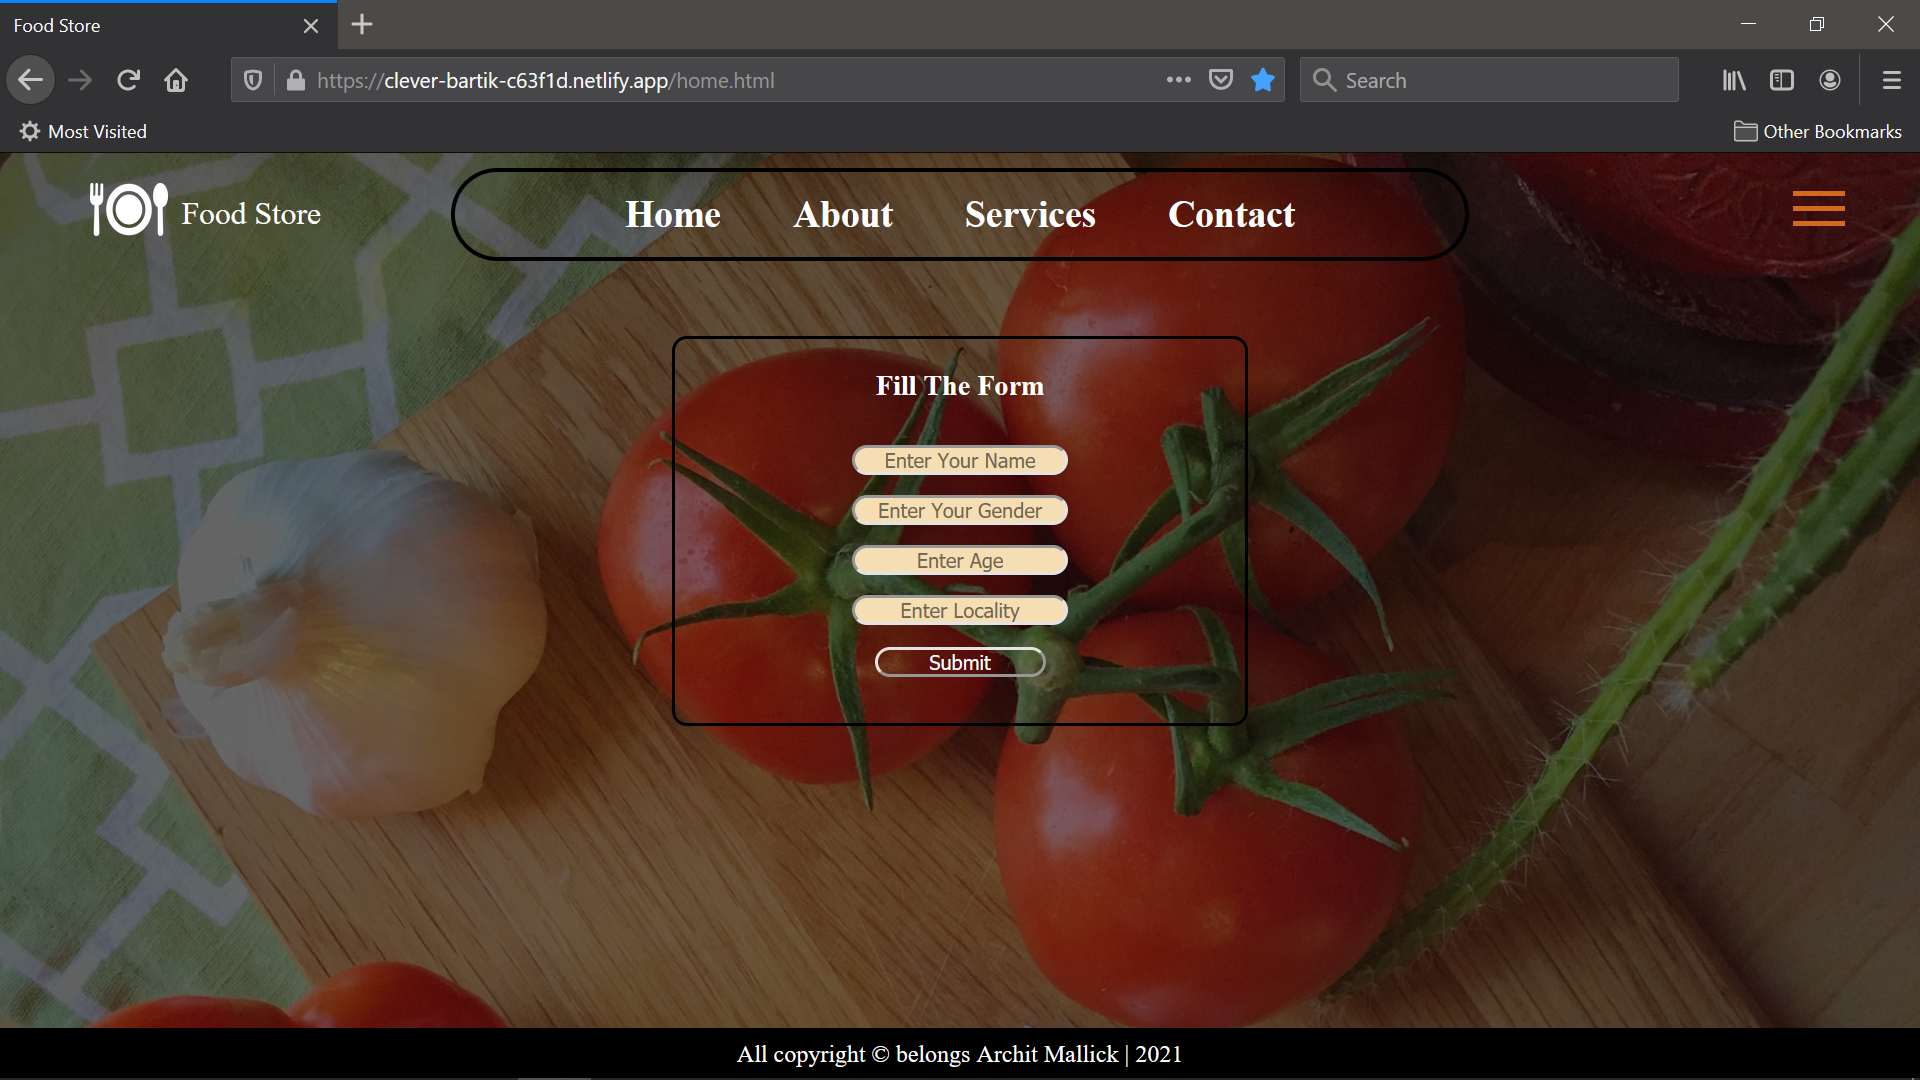 Food Store
https://clever-bartik-c63f1d.netlify.app/home.html
Search
Most Visited
Other Bookmarks
Food Store
Home About Services Contact
Fill The Form
Enter Your Name
Enter Your Gender
Enter Age
Enter Locality
Submit
All copyright © belongs Archit Mallick | 2021